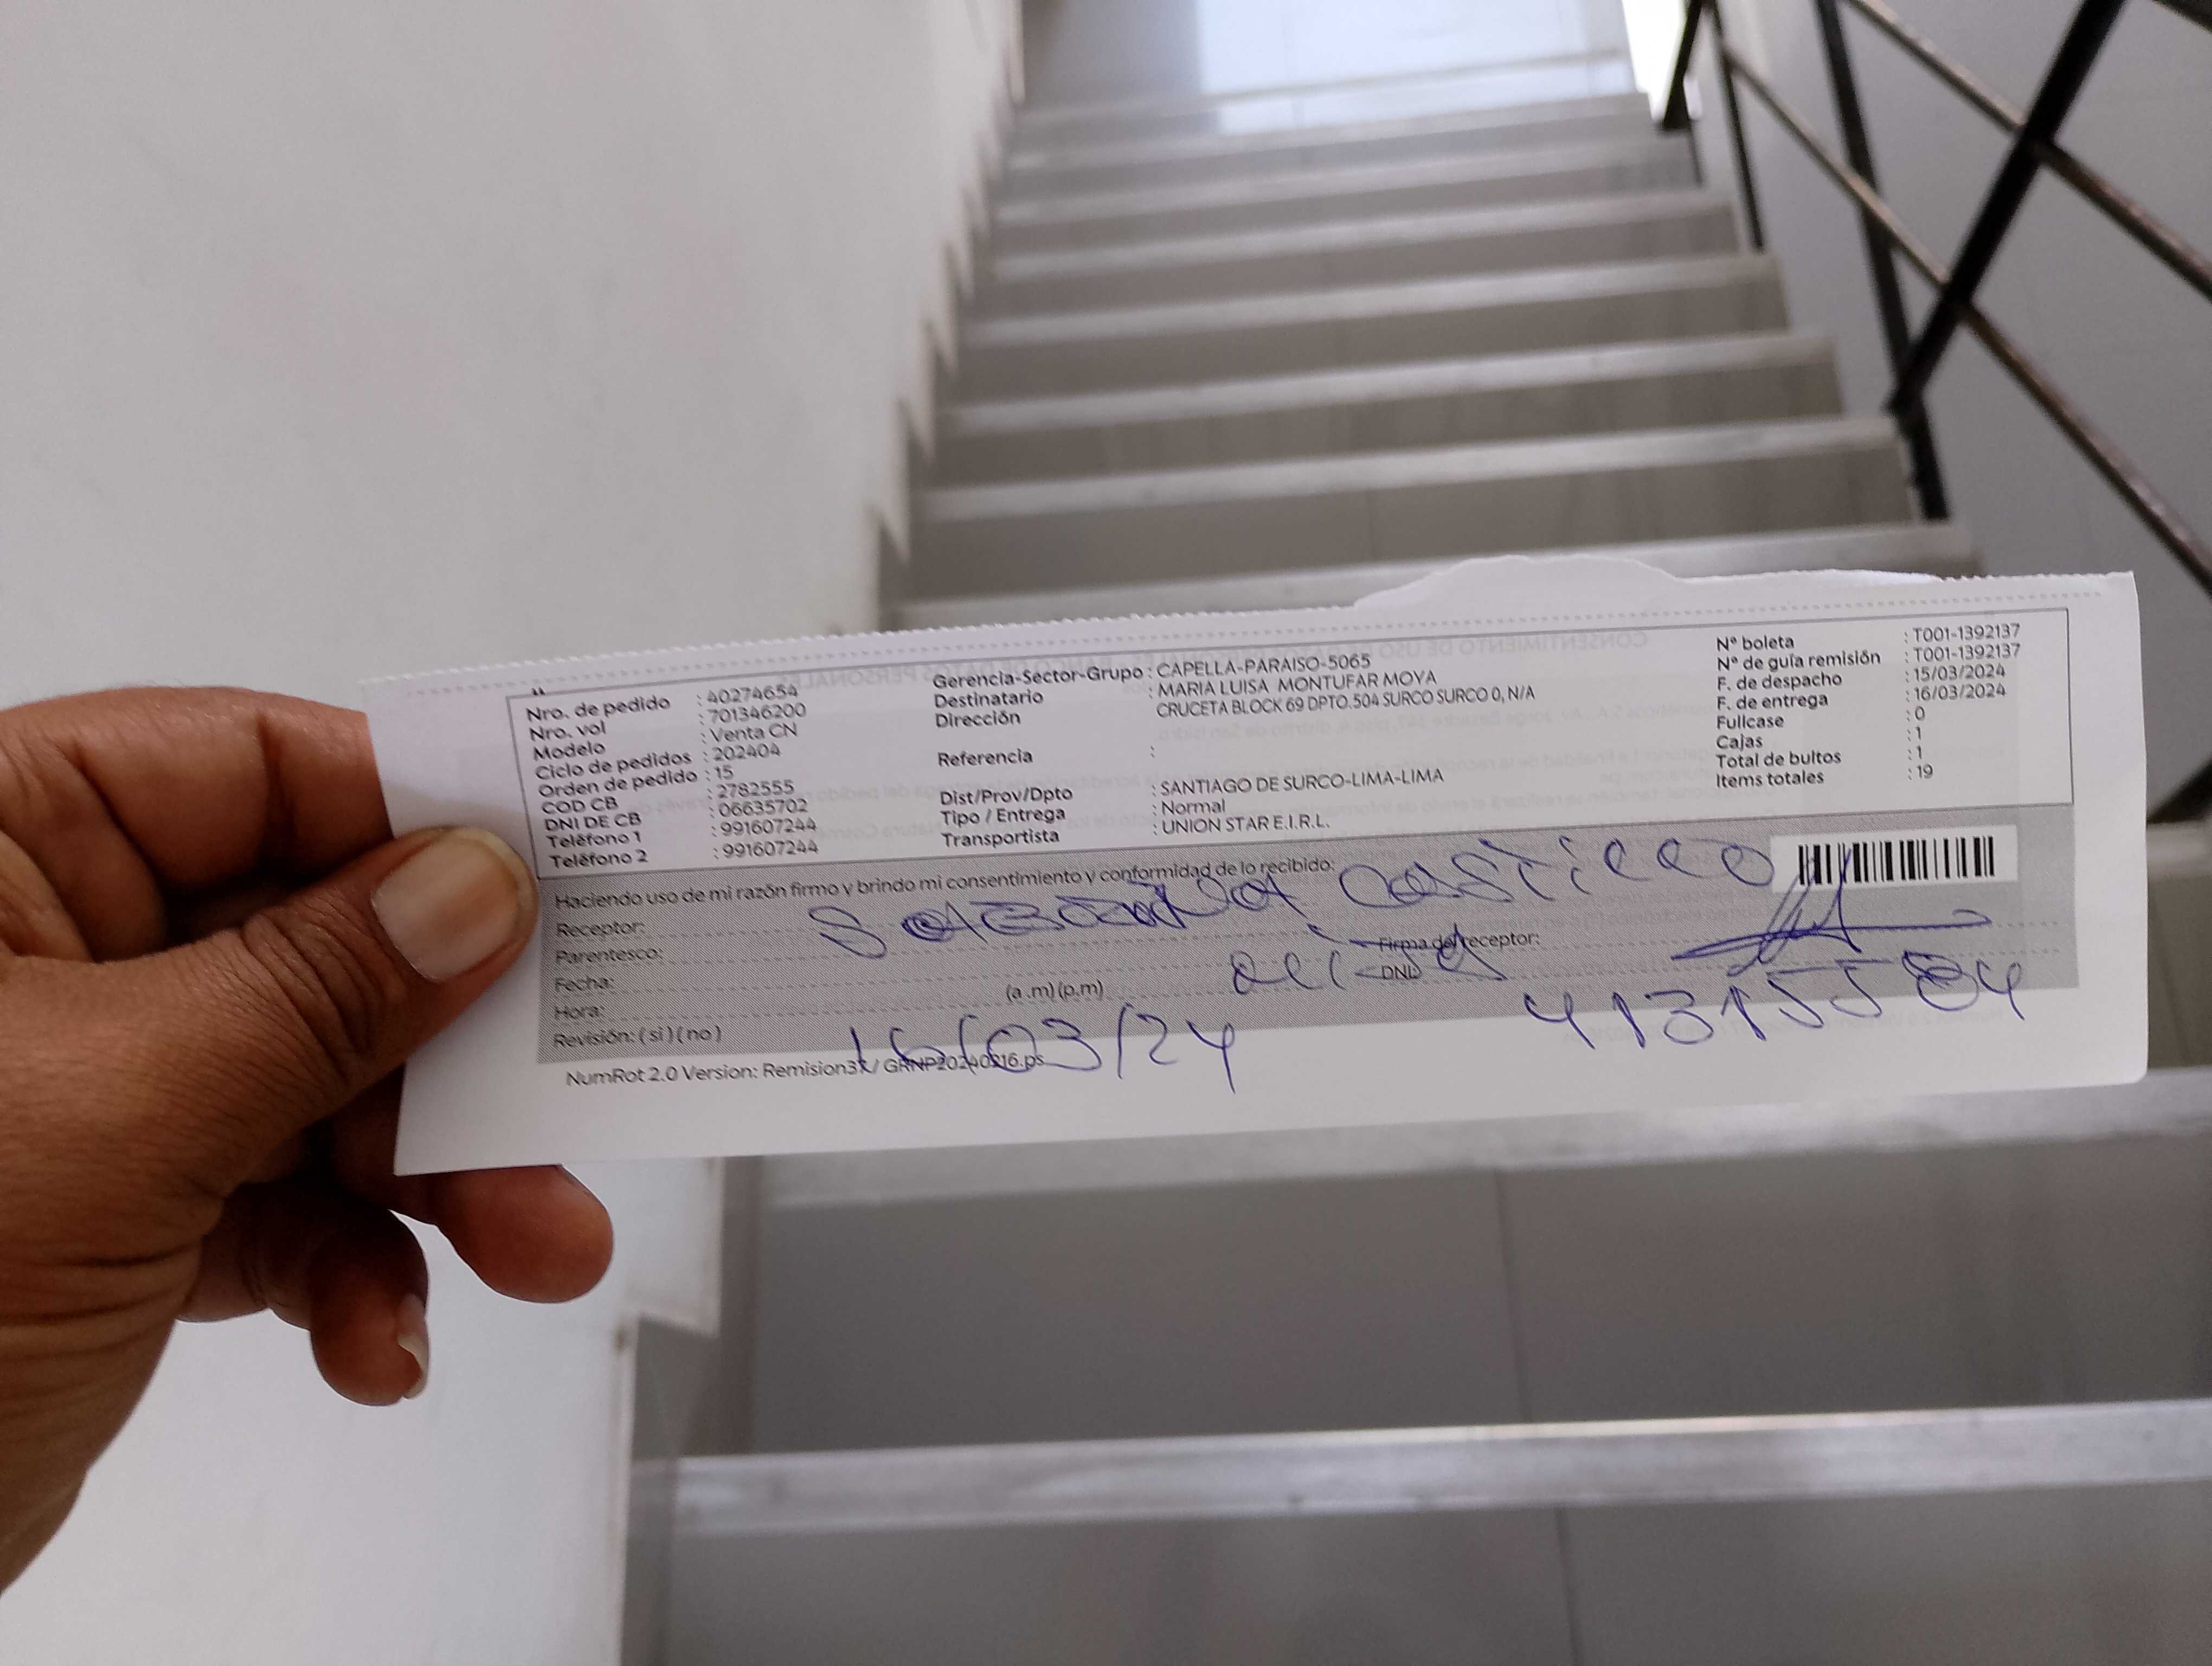 Nro. de pedido : 40274654
Nro. vol : 701346200
Modelo : Venta CN
Ciclo de pedidos : 202404
Orden de pedido : 15
COD CB : 2782555
DNI DE CB : 06635702
Teléfono 1 : 991607244
Teléfono 2 : 991607244
Gerencia-Sector-Grupo : CAPELLA-PARAISO-5065
Destinatario : MARIA LUISA MONTUFAR MOYA
Dirección CRUCETA BLOCK 69 DPTO.504 SURCO SURCO 0, N/A
Referencia :
Dist/Prov/Dpto : SANTIAGO DE SURCO-LIMA-LIMA
Tipo / Entrega : Normal
Transportista : UNION STAR E.I.R.L.
N° boleta : T001-1392137
N° de guía remisión : T001-1392137
F. de despacho : 15/03/2024
F. de entrega : 16/03/2024
Fullcase : 0
Cajas : 1
Total de bultos : 1
Items totales : 19
Haciendo uso de mi razón firmo y brindo mi consentimiento y conformidad de lo recibido:
Receptor: Castillo
Parentesco: Firma del receptor:
Fecha: DNI
Hora: (a.m) (p.m)
Revisión: ( si ) ( no ) 16/03/24
NumRot 2.0 Version: Remision3X / GRNP20240216.ps